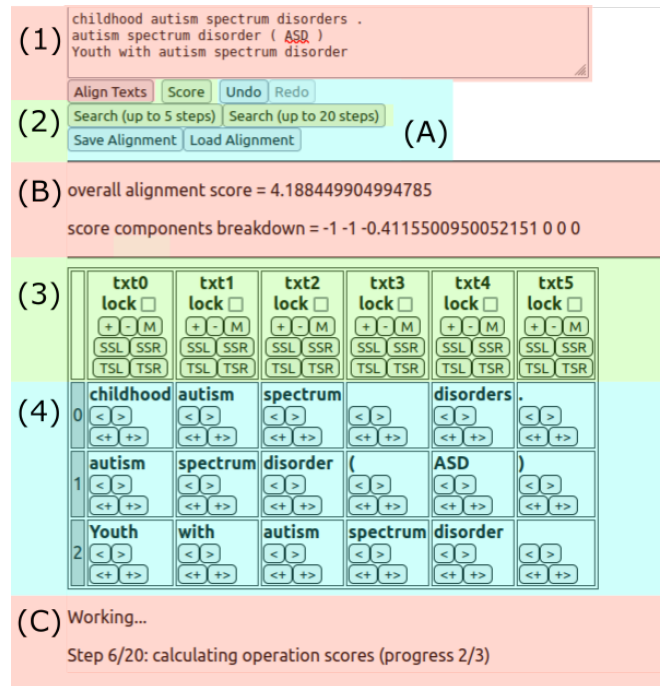 (1)
childhood autism spectrum disorders .
autism spectrum disorder ( ASD )
Youth with autism spectrum disorder
Align Texts Score Undo Redo
(2)
Search (up to 5 steps) Search (up to 20 steps)
(A)
Save Alignment Load Alignment
(B)
overall alignment score = 4.188449904994785
score components breakdown = -1 -1 -0.4115500950052151 0 0 0
(3)
txt0 txt1 txt2 txt3 txt4 txt5
lock lock lock lock lock lock
+ - M + - M + - M + - M + - M + - M
SSL SSR SSL SSR SSL SSR SSL SSR SSL SSR SSL SSR
TSL TSR TSL TSR TSL TSR TSL TSR TSL TSR TSL TSR
(4)
childhood autism spectrum disorders .
0 < > < > < > < > < > < >
<+ +> <+ +> <+ +> <+ +> <+ +> <+ +>
autism spectrum disorder ( ASD )
1 < > < > < > < > < > < >
<+ +> <+ +> <+ +> <+ +> <+ +> <+ +>
Youth with autism spectrum disorder
2 < > < > < > < > < > < >
<+ +> <+ +> <+ +> <+ +> <+ +> <+ +>
(C)
Working...
Step 6/20: calculating operation scores (progress 2/3)